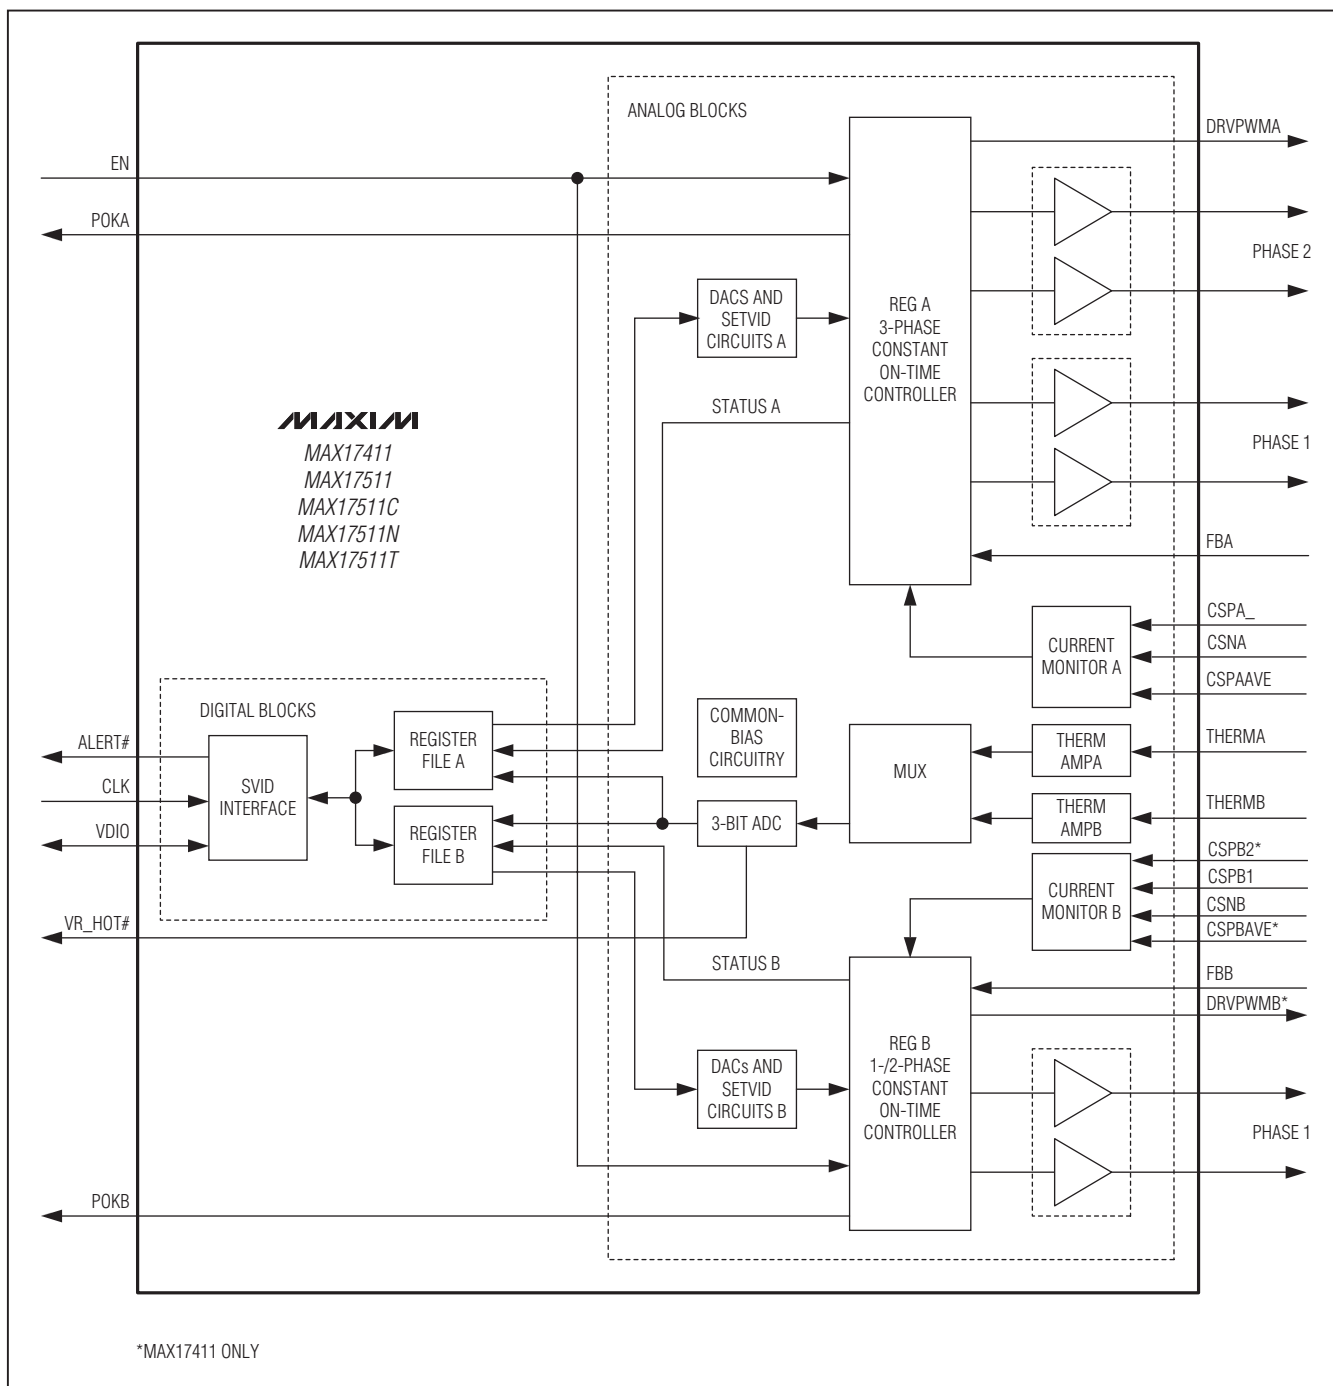 ANALOG BLOCKS
DRVPWMA
EN
POKA
PHASE 2
DACS AND
SETVID
CIRCUITS A
REG A
3-PHASE
CONSTANT
ON-TIME
CONTROLLER
STATUS A
PHASE 1
MAXIM
MAX17411
MAX17511
MAX17511C
MAX17511N
MAX17511T
FBA
CURRENT
MONITOR A
CSPA_
CSNA
CSPAAVE
DIGITAL BLOCKS
ALERT#
CLK
VDIO
SVID
INTERFACE
REGISTER
FILE A
REGISTER
FILE B
COMMON-
BIAS
CIRCUITRY
3-BIT ADC
MUX
THERM
AMPA
THERMA
THERM
AMPB
THERMB
CURRENT
MONITOR B
CSPB2*
CSPB1
CSNB
CSPBAVE*
VR_HOT#
STATUS B
FBB
DRVPWMB*
DACs AND
SETVID
CIRCUITS B
REG B
1-/2-PHASE
CONSTANT
ON-TIME
CONTROLLER
PHASE 1
POKB
*MAX17411 ONLY